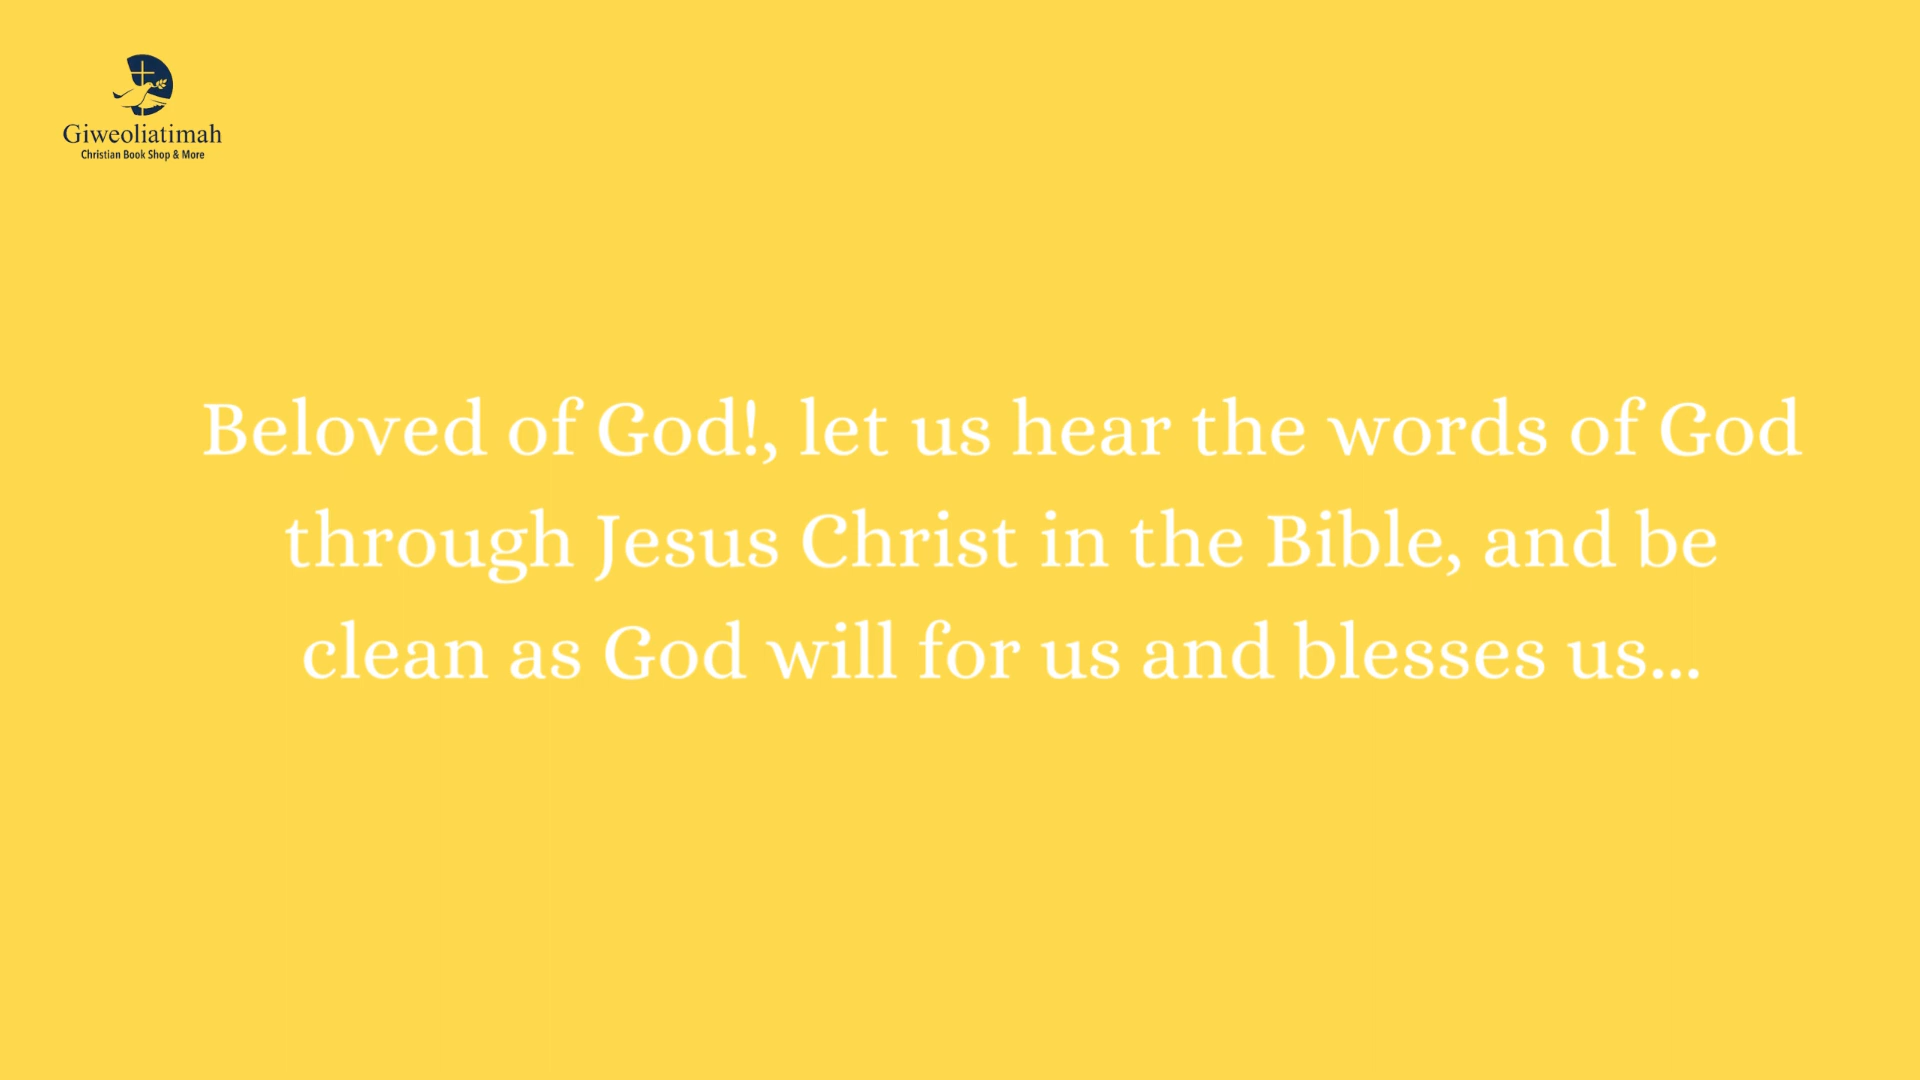 Giweoliatimah
Christian Book Shop & More
Beloved of God!, let us hear the words of God
through Jesus Christ in the Bible, and be
clean as God will for us and blesses us...